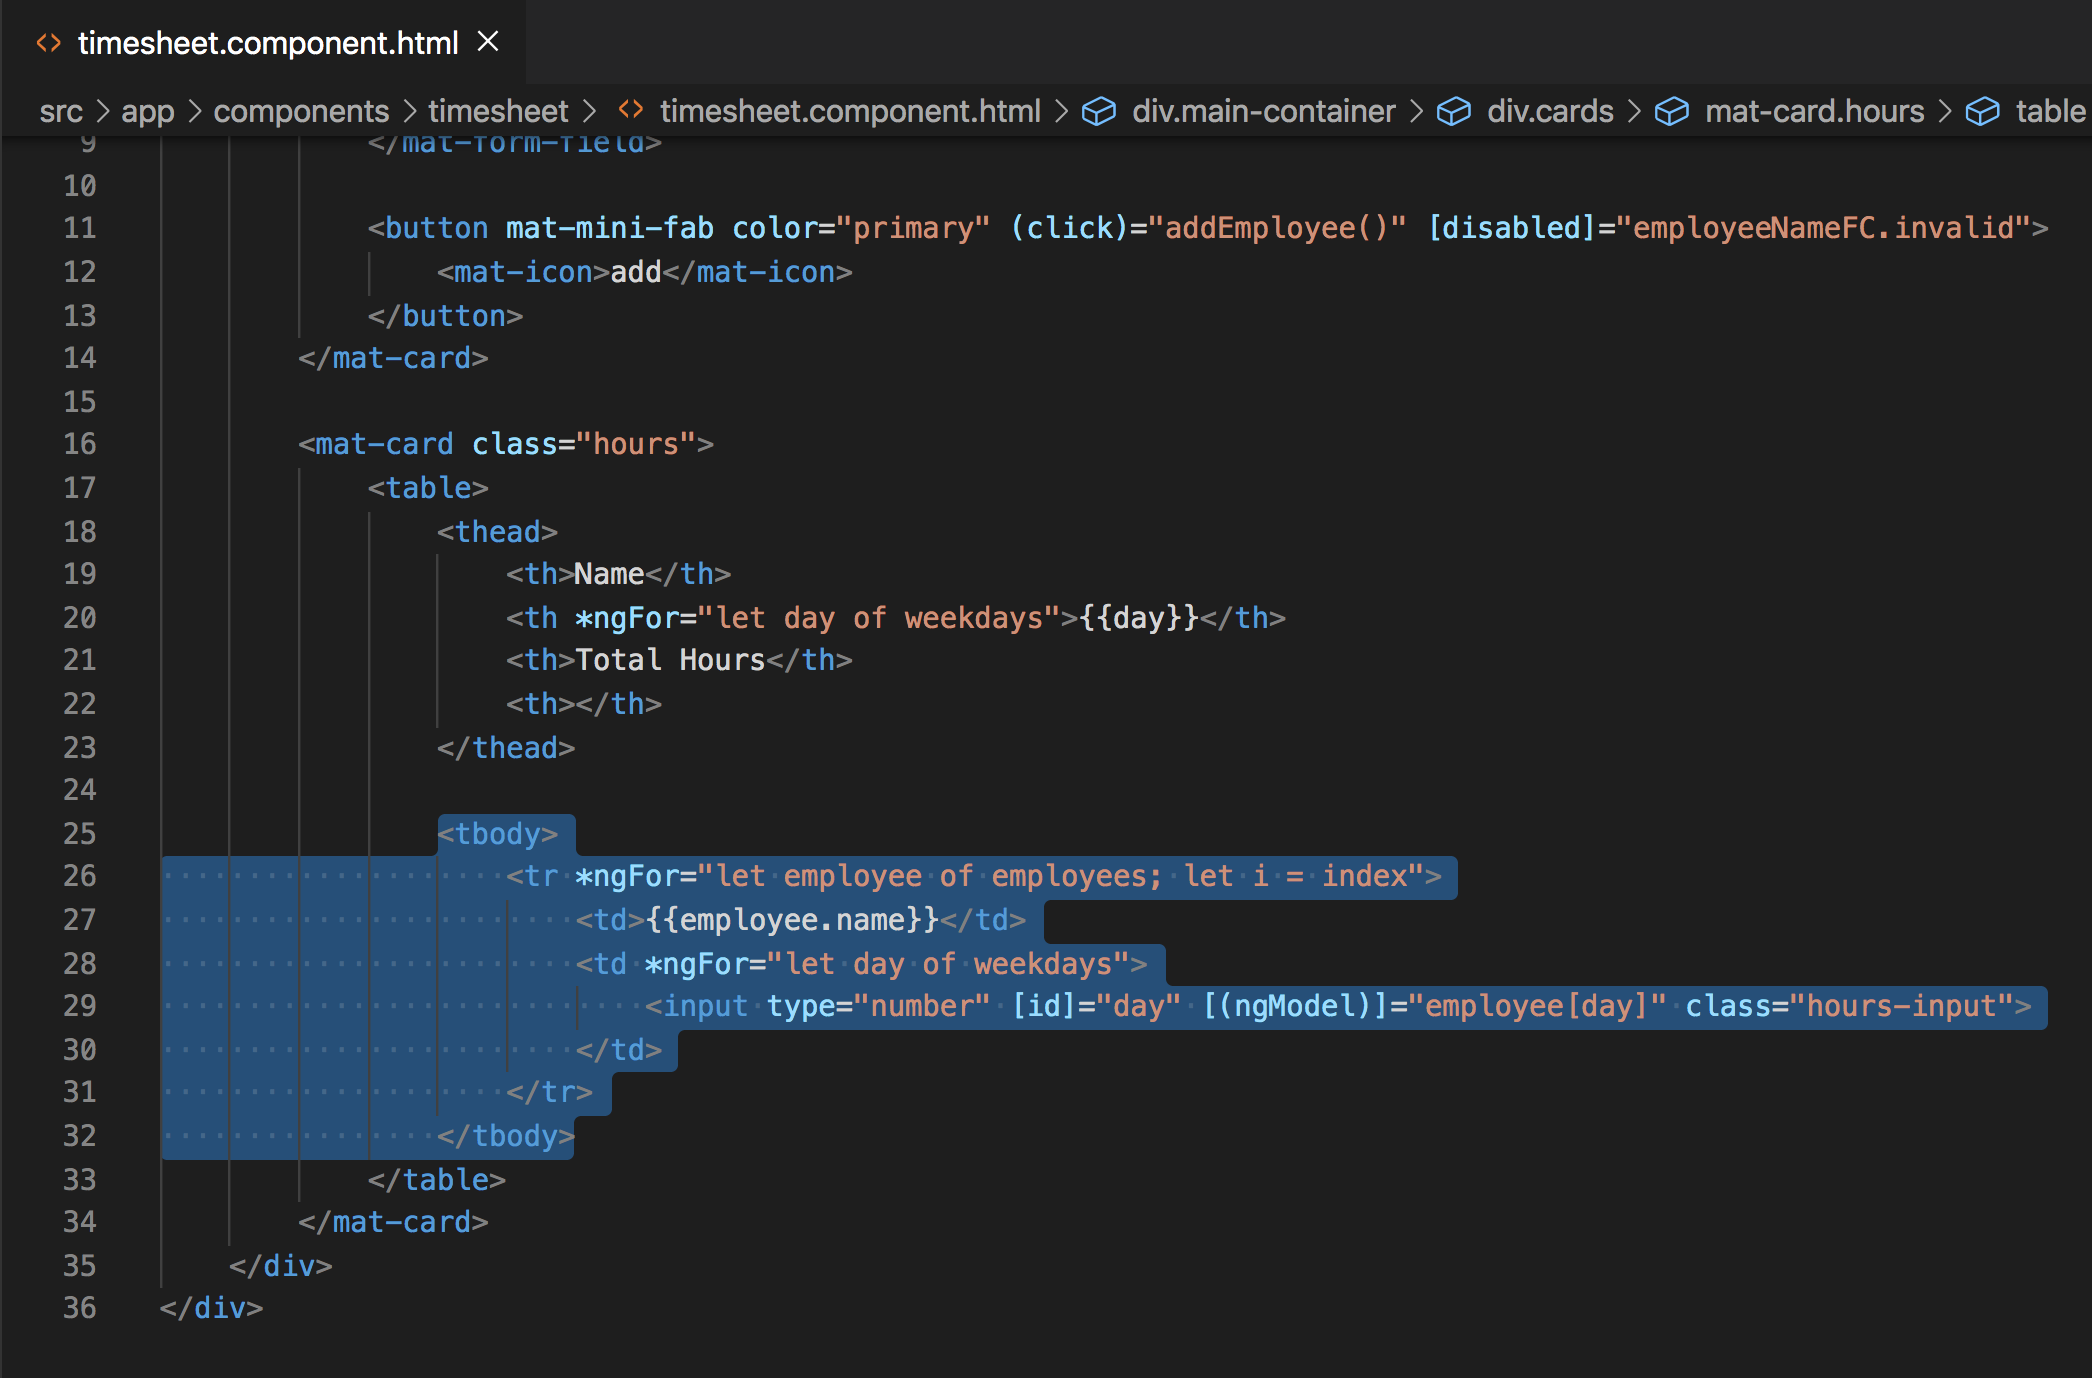 timesheet.component.html
src > app > components > timesheet > timesheet.component.html > div.main-container > div.cards > mat-card.hours > table
9 </mat-form-field>
10
11 <button mat-mini-fab color="primary" (click)="addEmployee()" [disabled]="employeeNameFC.invalid">
12 <mat-icon>add</mat-icon>
13 </button>
14 </mat-card>
15
16 <mat-card class="hours">
17 <table>
18 <thead>
19 <th>Name</th>
20 <th *ngFor="let day of weekdays">{{day}}</th>
21 <th>Total Hours</th>
22 <th></th>
23 </thead>
24
25 <tbody>
26 <tr *ngFor="let employee of employees; let i = index">
27 <td>{{employee.name}}</td>
28 <td *ngFor="let day of weekdays">
29 <input type="number" [id]="day" [(ngModel)]="employee[day]" class="hours-input">
30 </td>
31 </tr>
32 </tbody>
33 </table>
34 </mat-card>
35 </div>
36 </div>